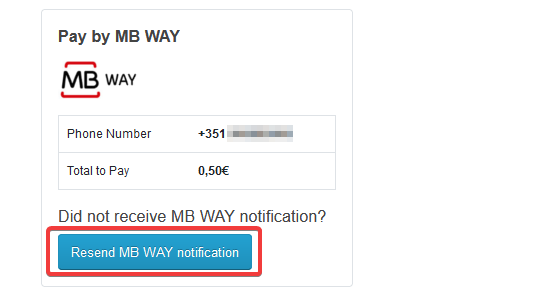 Pay by MB WAY
MB WAY
Phone Number +351
Total to Pay 0,50€
Did not receive MB WAY notification?
Resend MB WAY notification